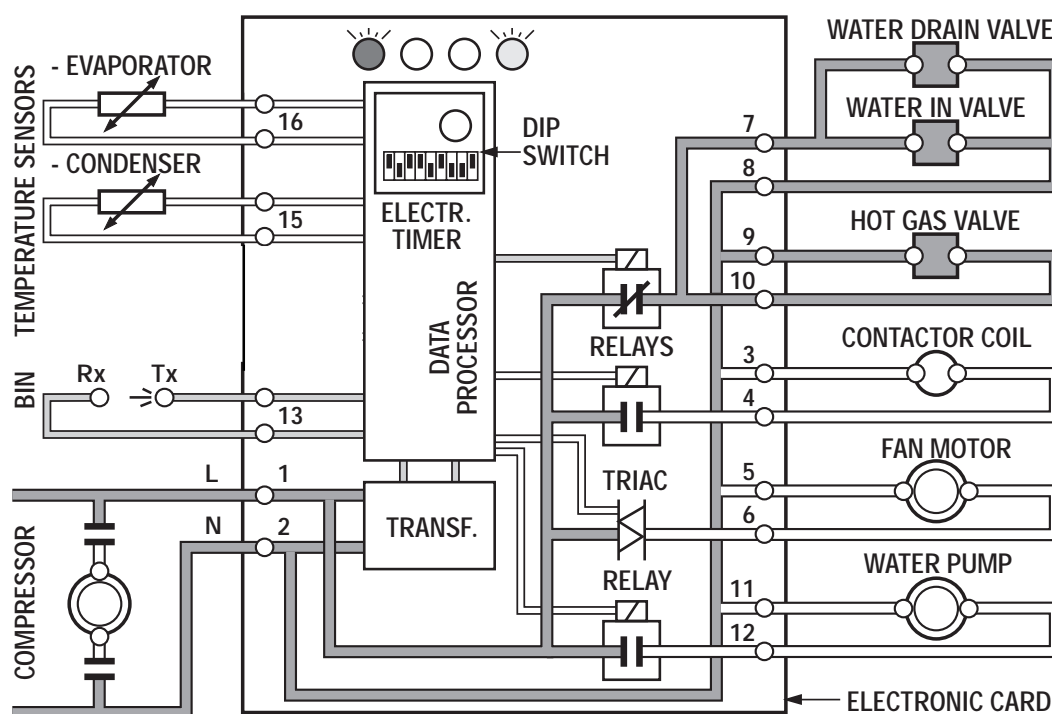 WATER DRAIN VALVE
- EVAPORATOR
16
WATER IN VALVE
7
DIP
SWITCH
8
TEMPERATURE SENSORS
- CONDENSER
15
ELECTR.
TIMER
HOT GAS VALVE
9
10
DATA
PROCESSOR
RELAYS
CONTACTOR COIL
3
4
BIN
Rx
Tx
13
FAN MOTOR
5
6
L
1
TRIAC
N
2
TRANSF.
COMPRESSOR
RELAY
WATER PUMP
11
12
ELECTRONIC CARD